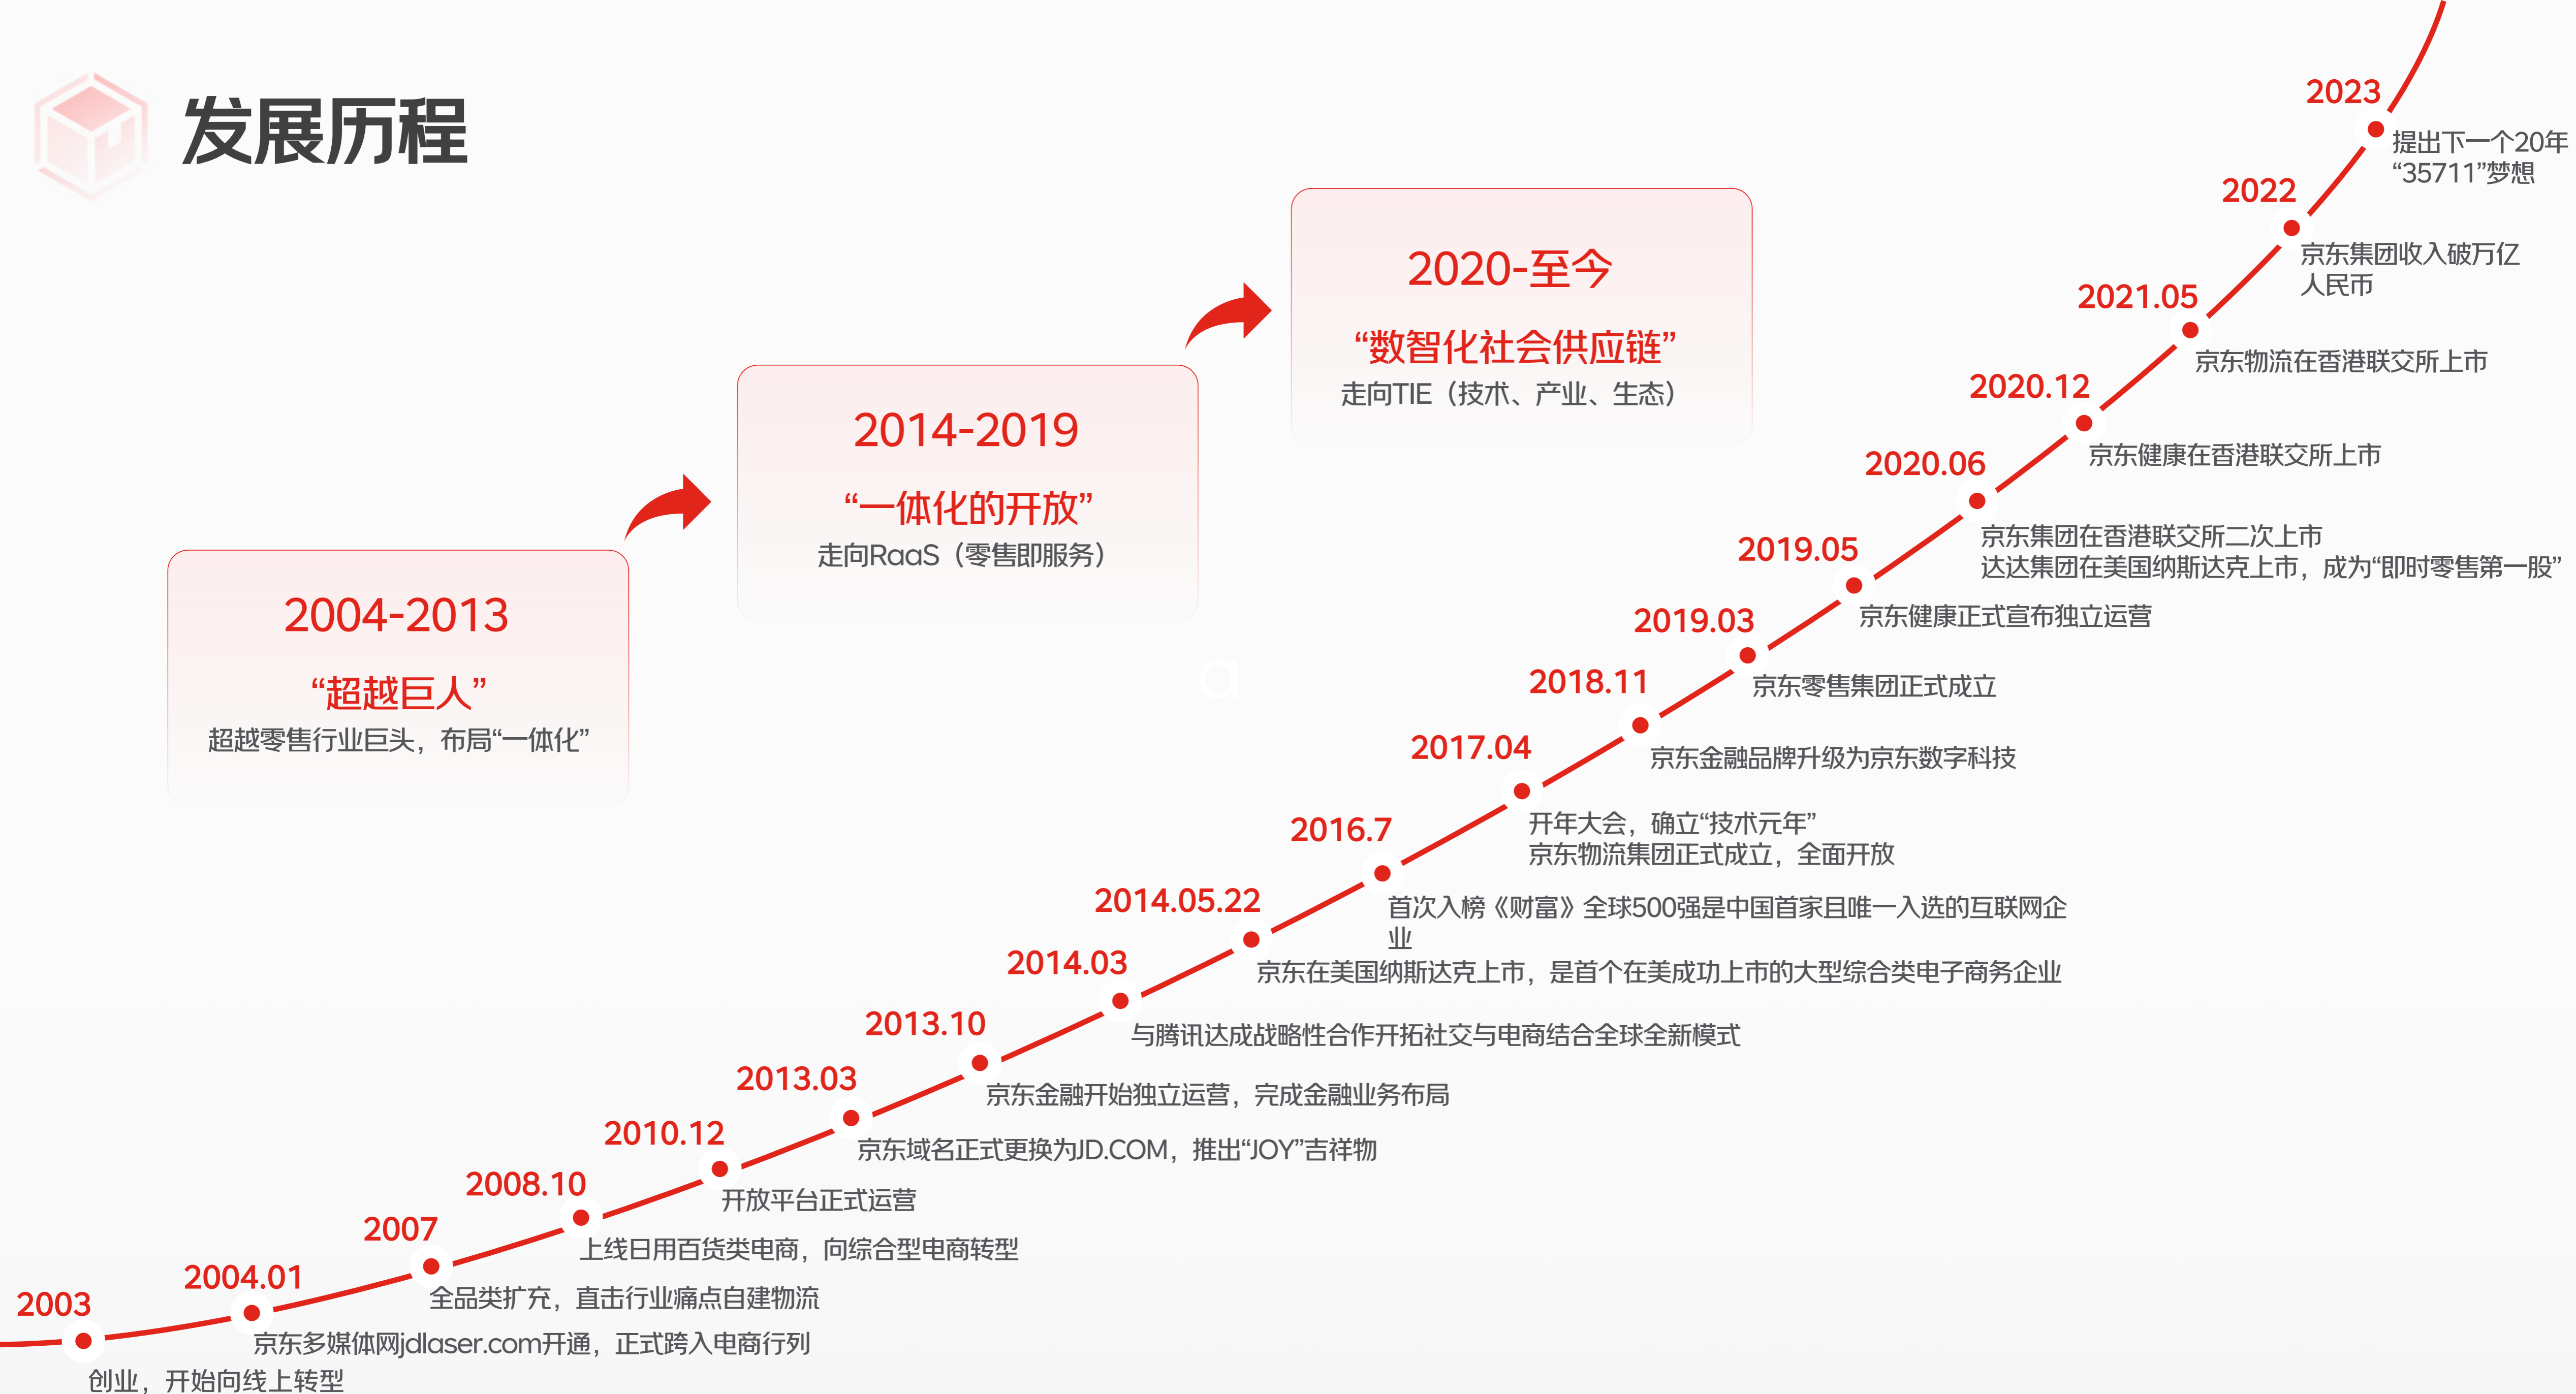 发展历程
2004-2013
“超越巨人”
超越零售行业巨头，布局“一体化”
2014-2019
“一体化的开放”
走向RaaS（零售即服务）
2020-至今
“数智化社会供应链”
走向TIE（技术、产业、生态）
a
2003
创业，开始向线上转型
2004.01
京东多媒体网jdlaser.com开通，正式跨入电商行列
2007
全品类扩充，直击行业痛点自建物流
2008.10
上线日用百货类电商，向综合型电商转型
2010.12
开放平台正式运营
2013.03
京东域名正式更换为JD.COM，推出“JOY”吉祥物
2013.10
京东金融开始独立运营，完成金融业务布局
2014.03
与腾讯达成战略性合作开拓社交与电商结合全球全新模式
2014.05.22
京东在美国纳斯达克上市，是首个在美成功上市的大型综合类电子商务企业
2016.7
首次入榜《财富》全球500强是中国首家且唯一入选的互联网企
业
2017.04
开年大会，确立“技术元年”
京东物流集团正式成立，全面开放
2018.11
京东金融品牌升级为京东数字科技
2019.03
京东零售集团正式成立
2019.05
京东健康正式宣布独立运营
2020.06
京东集团在香港联交所二次上市
达达集团在美国纳斯达克上市，成为“即时零售第一股”
2020.12
京东健康在香港联交所上市
2021.05
京东物流在香港联交所上市
2022
京东集团收入破万亿
人民币
2023
提出下一个20年
“35711”梦想